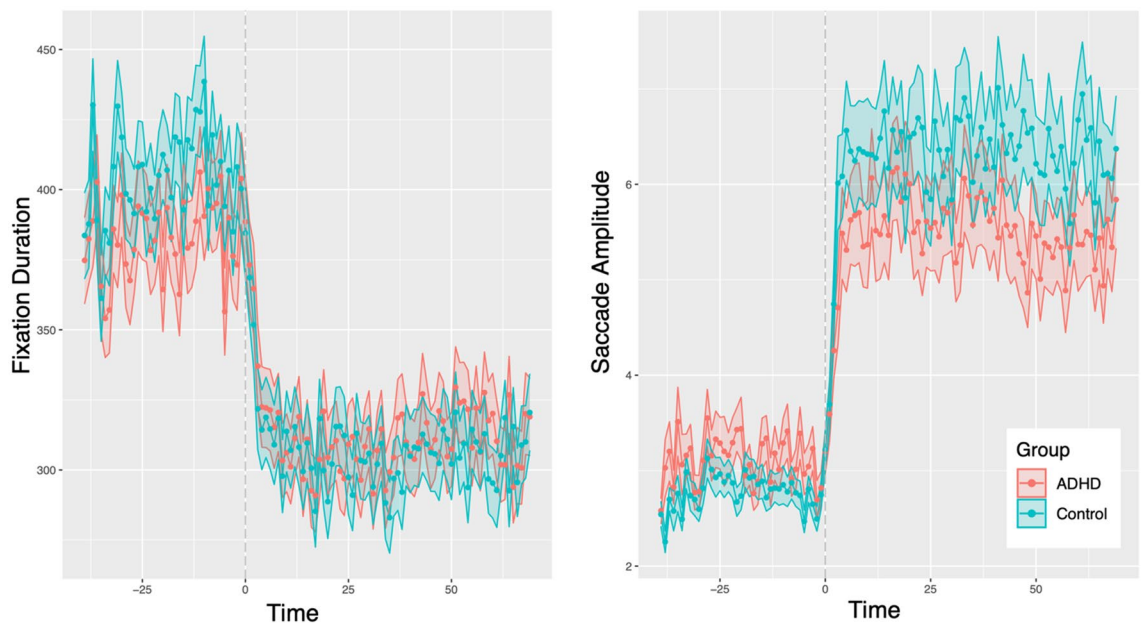 Fixation Duration
450
400
350
300
−25
0
25
50
Time
Saccade Amplitude
6
4
2
−25
0
25
50
Time
Group
ADHD
Control